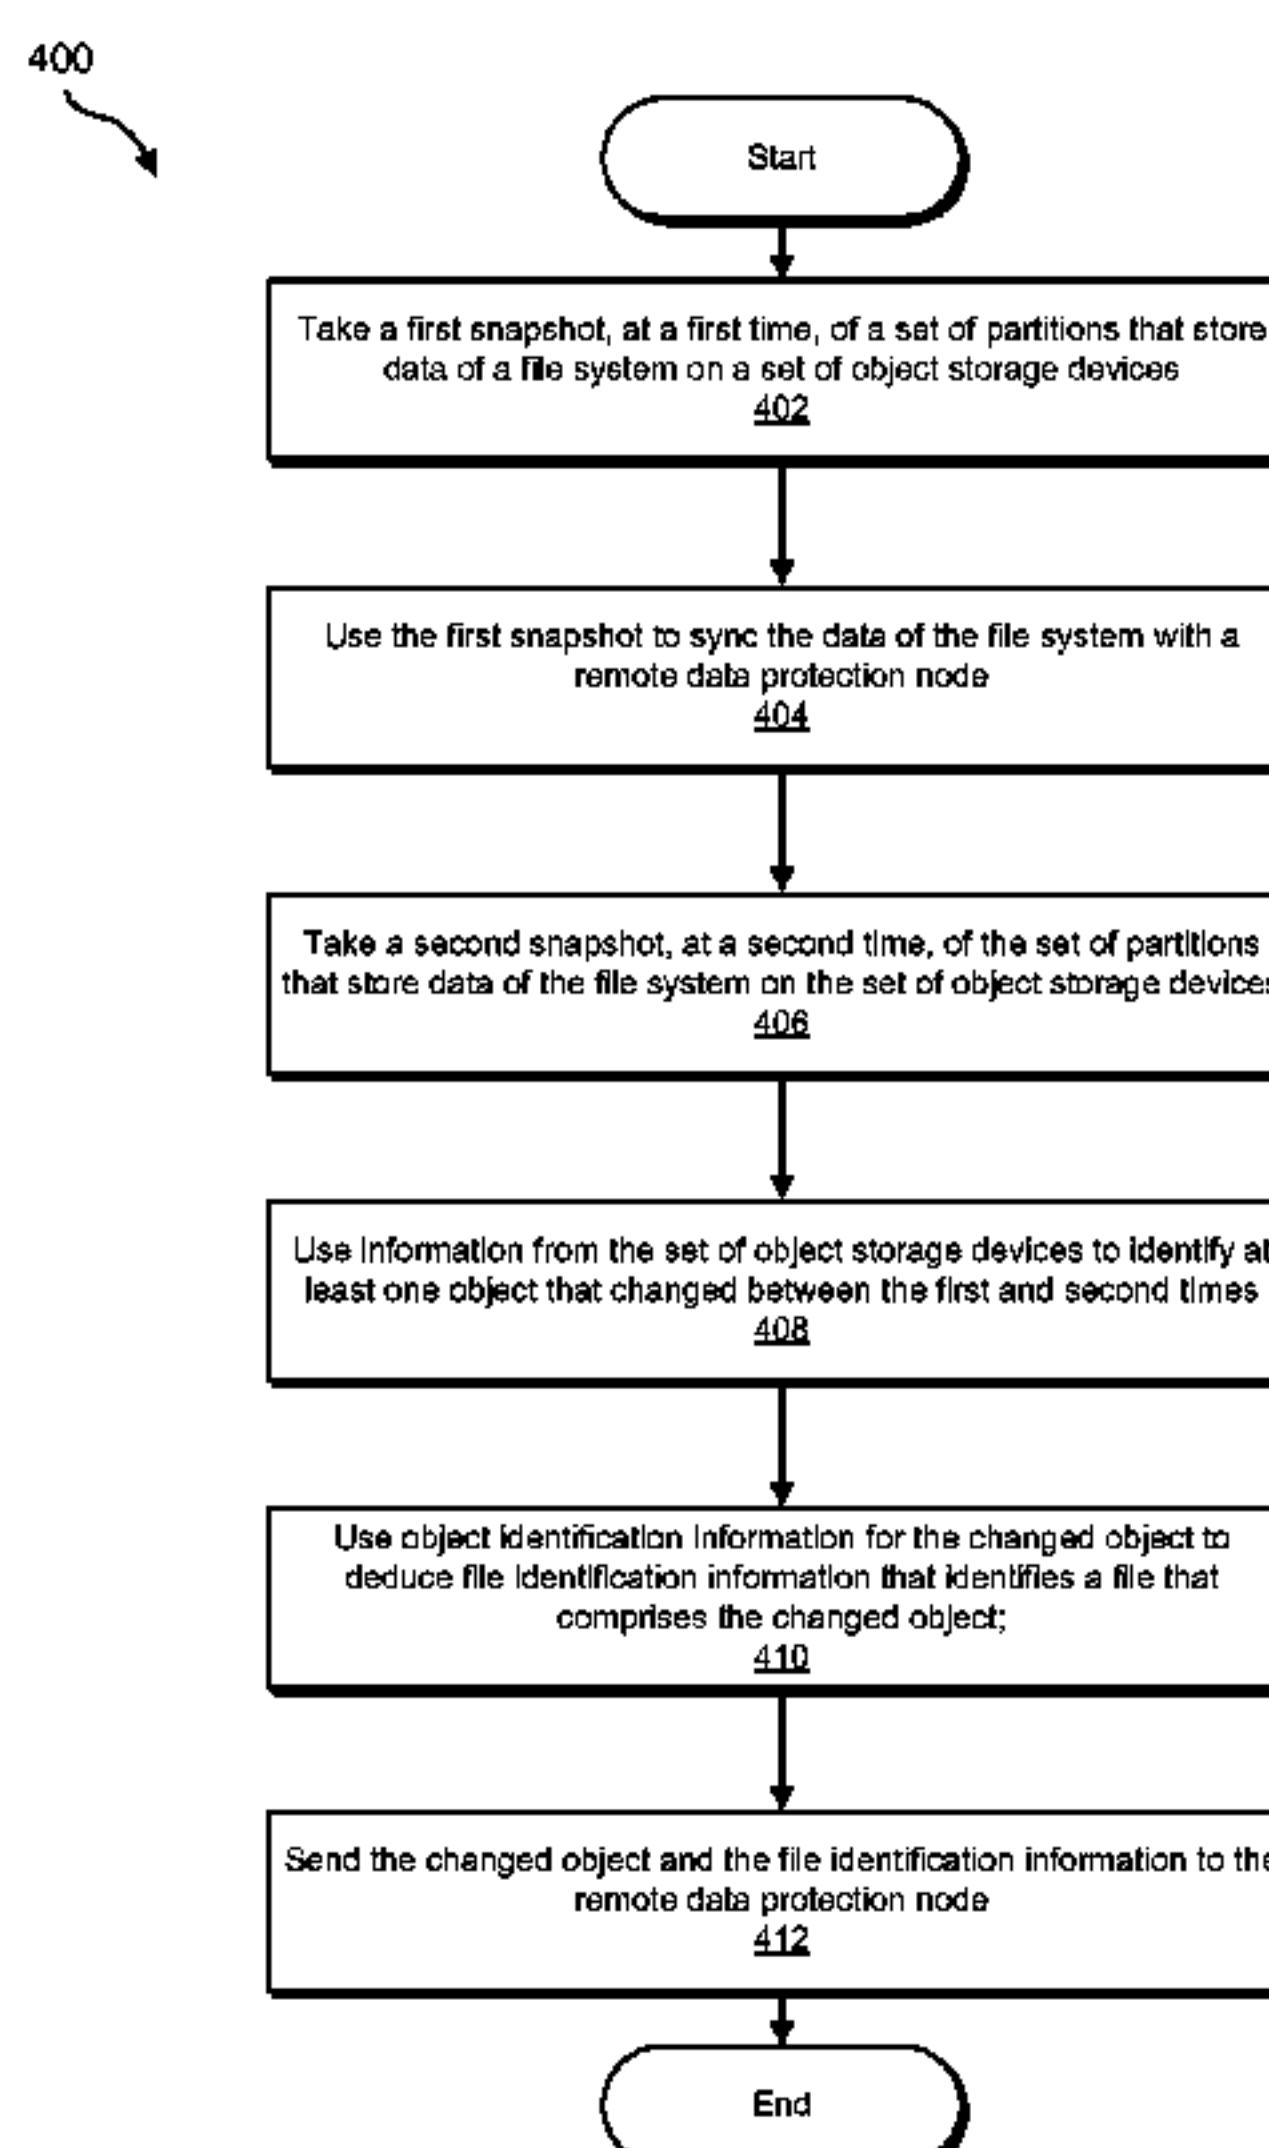 400
Start
Take a first snapshot, at a first time, of a set of partitions that store
data of a file system on a set of object storage devices
402
Use the first snapshot to sync the data of the file system with a
remote data protection node
404
Take a second snapshot, at a second time, of the set of partitions
that store data of the file system on the set of object storage devices
406
Use information from the set of object storage devices to identify at
least one object that changed between the first and second times
408
Use object identification information for the changed object to
deduce file identification information that identifies a file that
comprises the changed object;
410
Send the changed object and the file identification information to the
remote data protection node
412
End